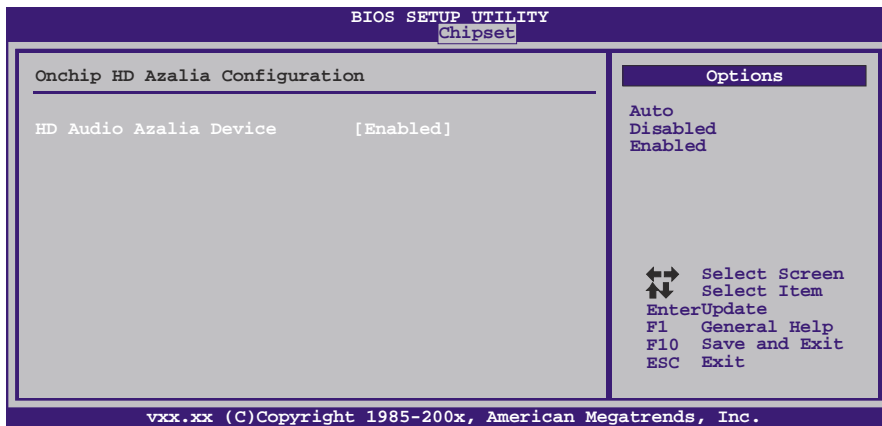 BIOS SETUP UTILITY
Chipset
Onchip HD Azalia Configuration
HD Audio Azalia Device [Enabled]
Options
Auto
Disabled
Enabled
Select Screen
Select Item
EnterUpdate
F1 General Help
F10 Save and Exit
ESC Exit
vxx.xx (C)Copyright 1985-200x, American Megatrends, Inc.